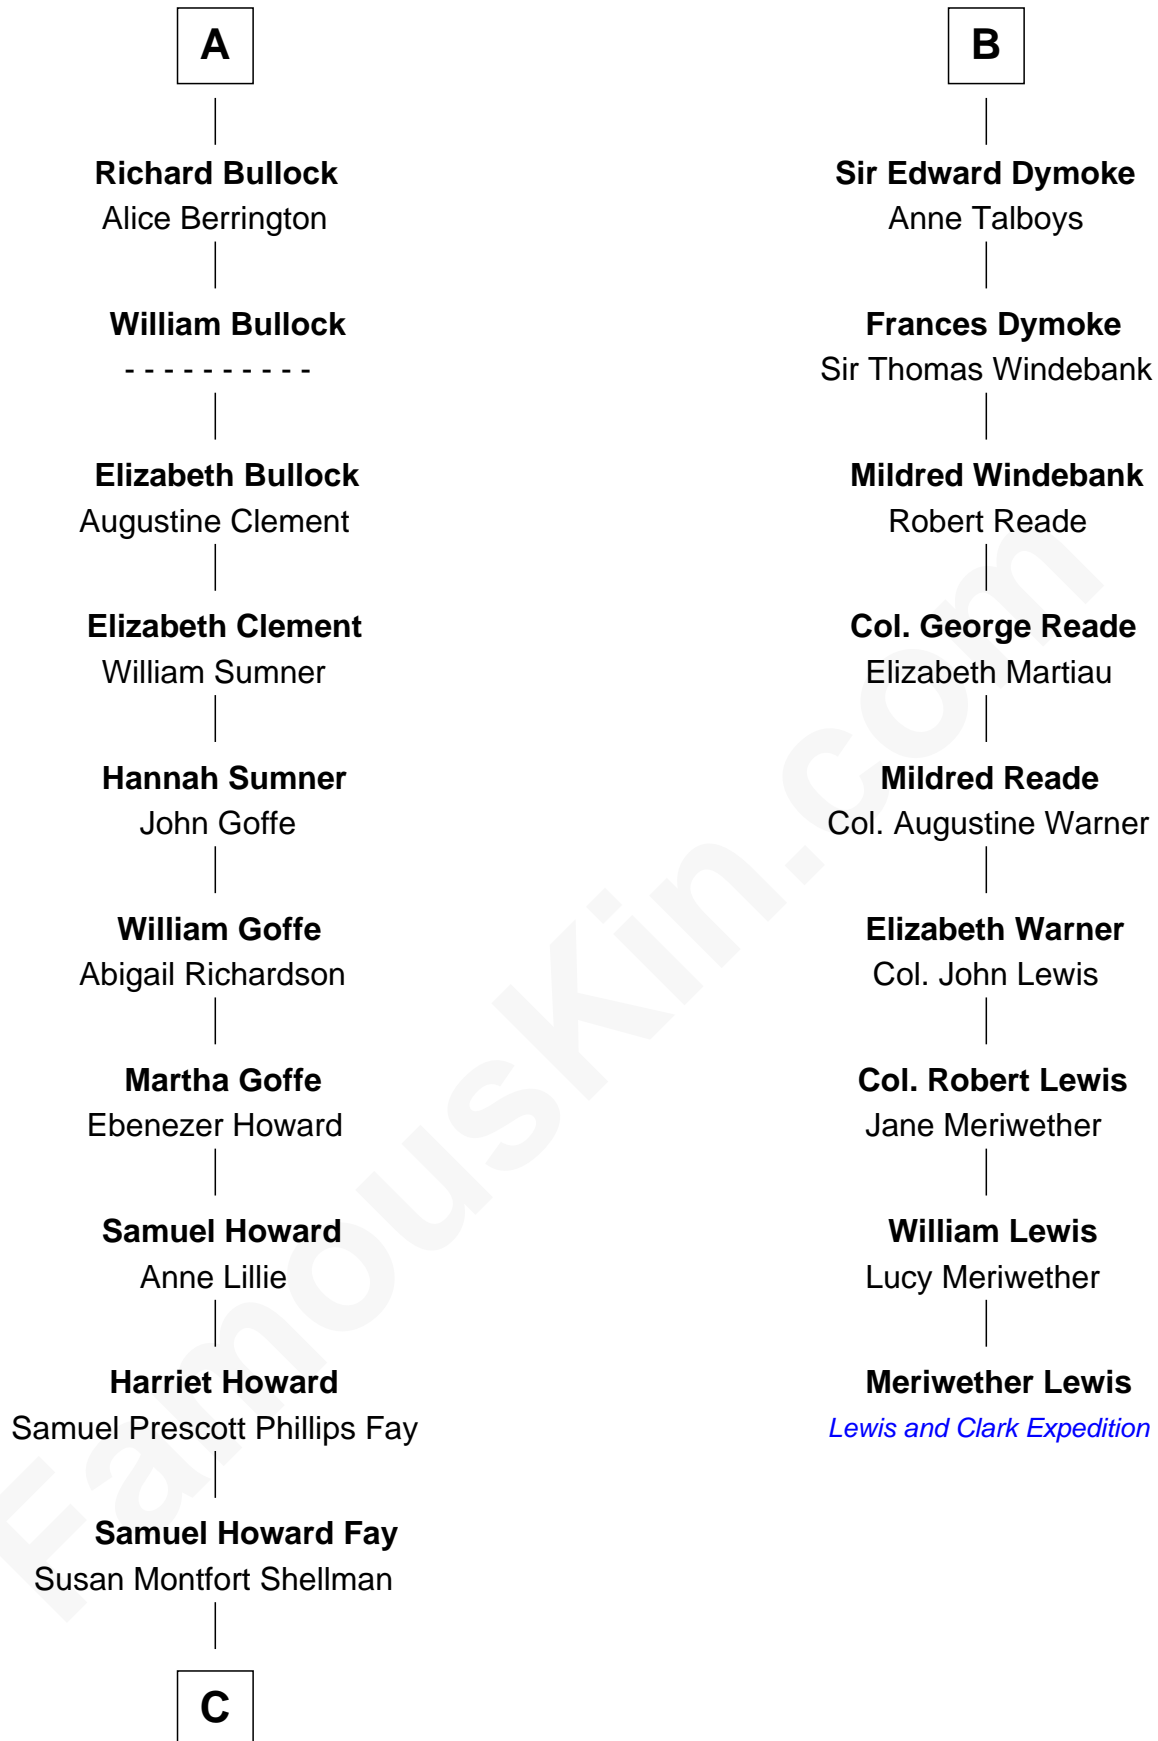 A
Richard Bullock
Alice Berrington
William Bullock
- - - - - - - - - -
Elizabeth Bullock
Augustine Clement
Elizabeth Clement
William Sumner
Hannah Sumner
John Goffe
William Goffe
Abigail Richardson
Martha Goffe
Ebenezer Howard
Samuel Howard
Anne Lillie
Harriet Howard
Samuel Prescott Phillips Fay
Samuel Howard Fay
Susan Montfort Shellman
C
B
Sir Edward Dymoke
Anne Talboys
Frances Dymoke
Sir Thomas Windebank
Mildred Windebank
Robert Reade
Col. George Reade
Elizabeth Martiau
Mildred Reade
Col. Augustine Warner
Elizabeth Warner
Col. John Lewis
Col. Robert Lewis
Jane Meriwether
William Lewis
Lucy Meriwether
Meriwether Lewis
Lewis and Clark Expedition
FamousKin.com